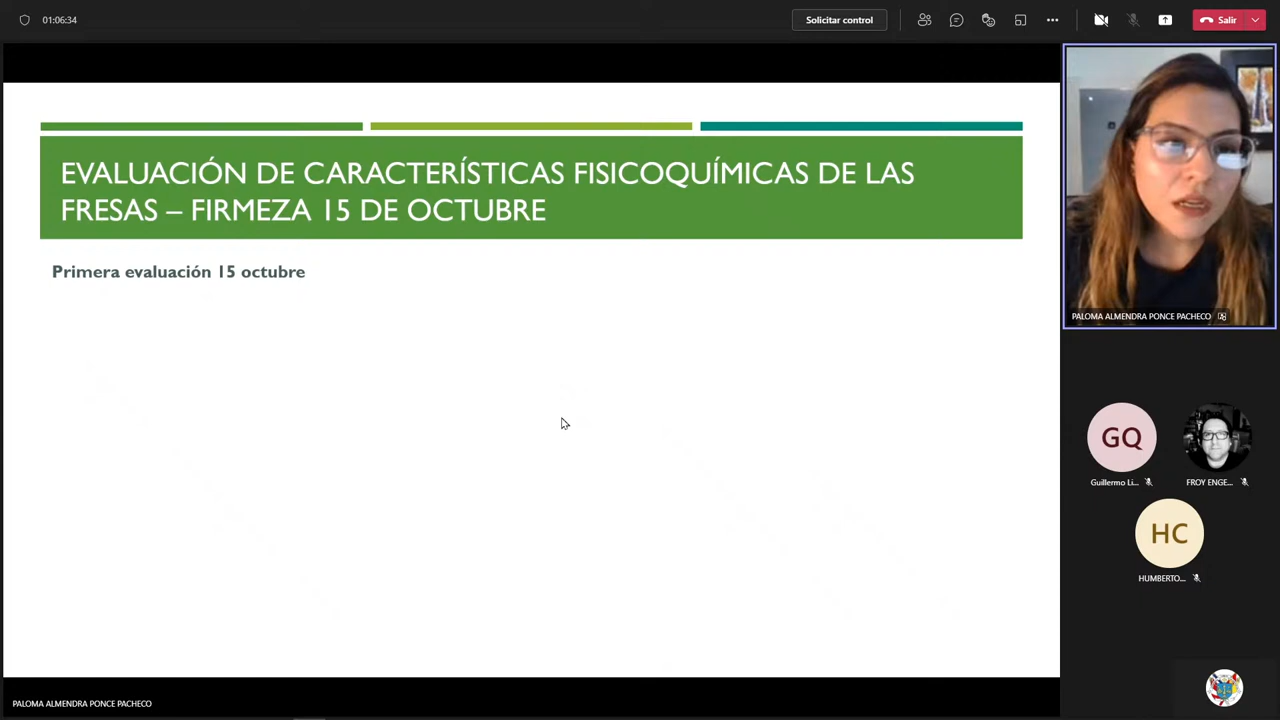 01:06:34
Solicitar control
Salir
EVALUACIÓN DE CARACTERÍSTICAS FISICOQUÍMICAS DE LAS
FRESAS – FIRMEZA 15 DE OCTUBRE
Primera evaluación 15 octubre
PALOMA ALMENDRA PONCE PACHECO
GQ
Guillermo Li...
FROY ENGE...
HC
HUMBERTO...
PALOMA ALMENDRA PONCE PACHECO